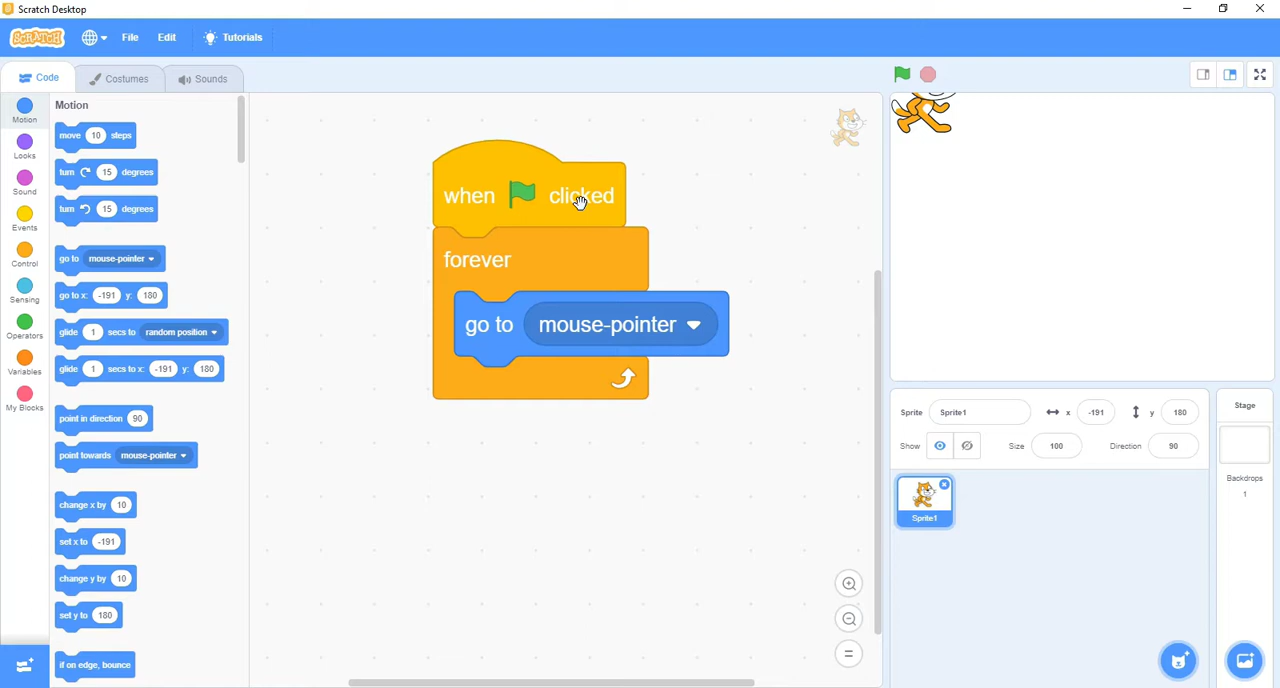 Scratch Desktop
SCRATCH File Edit Tutorials
Code Costumes Sounds
Motion
Looks
Sound
Events
Control
Sensing
Operators
Variables
My Blocks
Motion
move 10 steps
turn 15 degrees
turn 15 degrees
go to mouse-pointer
go to x: -191 y: 180
glide 1 secs to random position
glide 1 secs to x: -191 y: 180
point in direction 90
point towards mouse-pointer
change x by 10
set x to -191
change y by 10
set y to 180
if on edge, bounce
when clicked
forever
go to mouse-pointer
Sprite Sprite1 x -191 y 180
Show Size 100 Direction 90
Sprite1
Stage
Backdrops
1